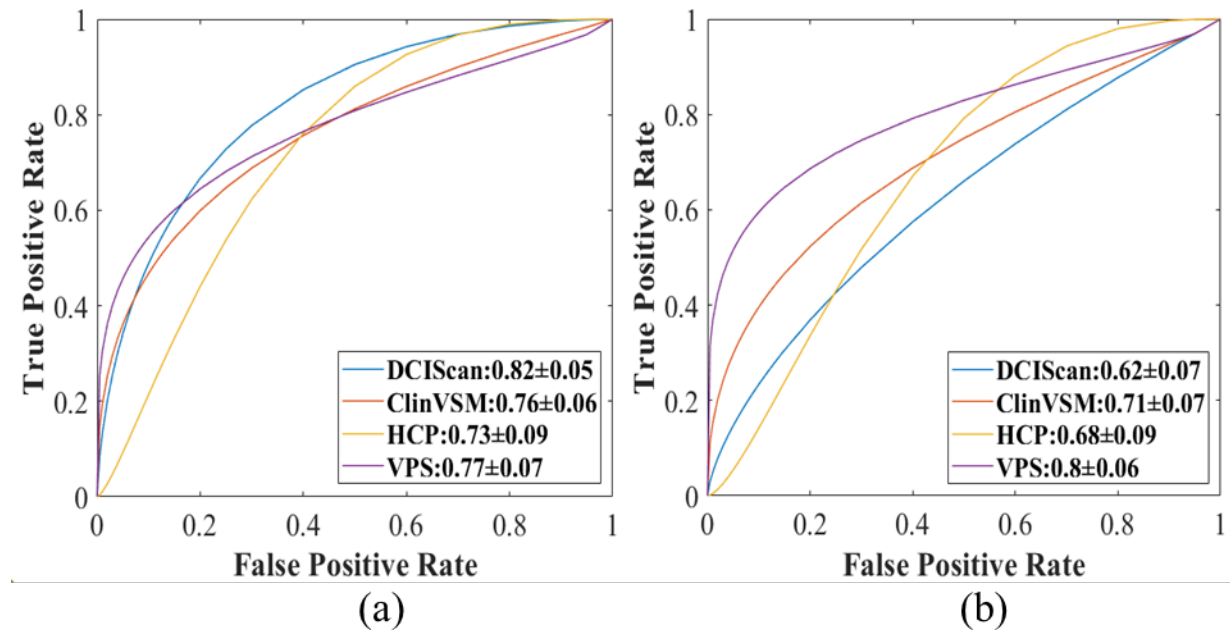 1
0.8
0.6
0.4
0.2
0
True Positive Rate
DCIScan:0.82±0.05
ClinVSM:0.76±0.06
HCP:0.73±0.09
VPS:0.77±0.07
0 0.2 0.4 0.6 0.8 1
False Positive Rate
(a)
1
0.8
0.6
0.4
0.2
0
True Positive Rate
DCIScan:0.62±0.07
ClinVSM:0.71±0.07
HCP:0.68±0.09
VPS:0.8±0.06
0 0.2 0.4 0.6 0.8 1
False Positive Rate
(b)